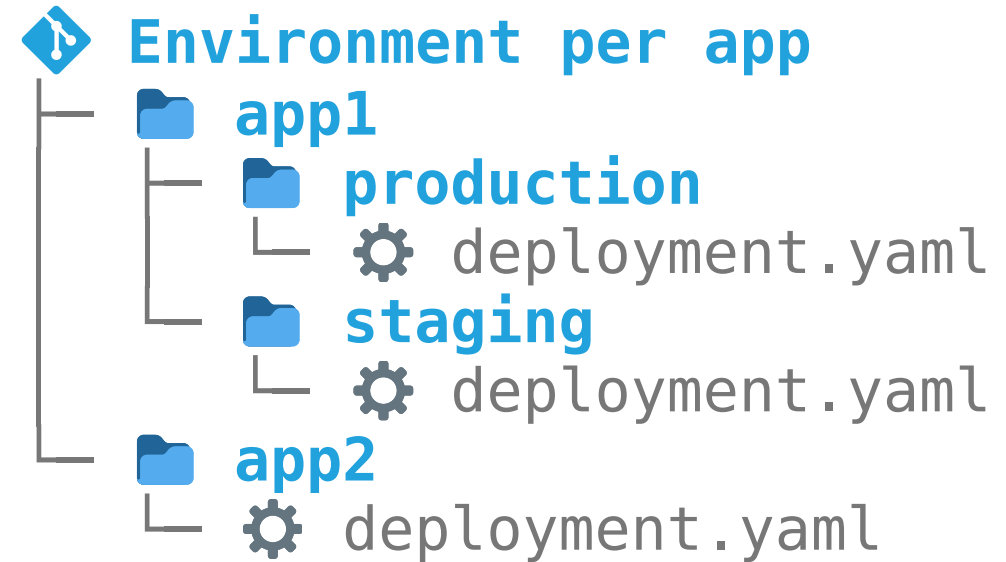 Environment per app
app1
production
deployment.yaml
staging
deployment.yaml
app2
deployment.yaml